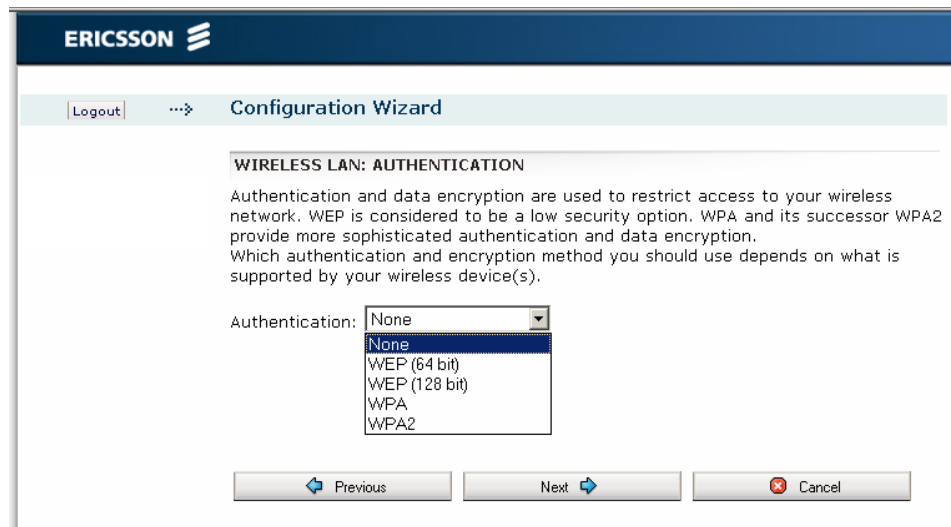 ERICSSON
Logout
Configuration Wizard
WIRELESS LAN: AUTHENTICATION
Authentication and data encryption are used to restrict access to your wireless
network. WEP is considered to be a low security option. WPA and its successor WPA2
provide more sophisticated authentication and data encryption.
Which authentication and encryption method you should use depends on what is
supported by your wireless device(s).
Authentication: None
None
WEP (64 bit)
WEP (128 bit)
WPA
WPA2
Previous
Next
Cancel